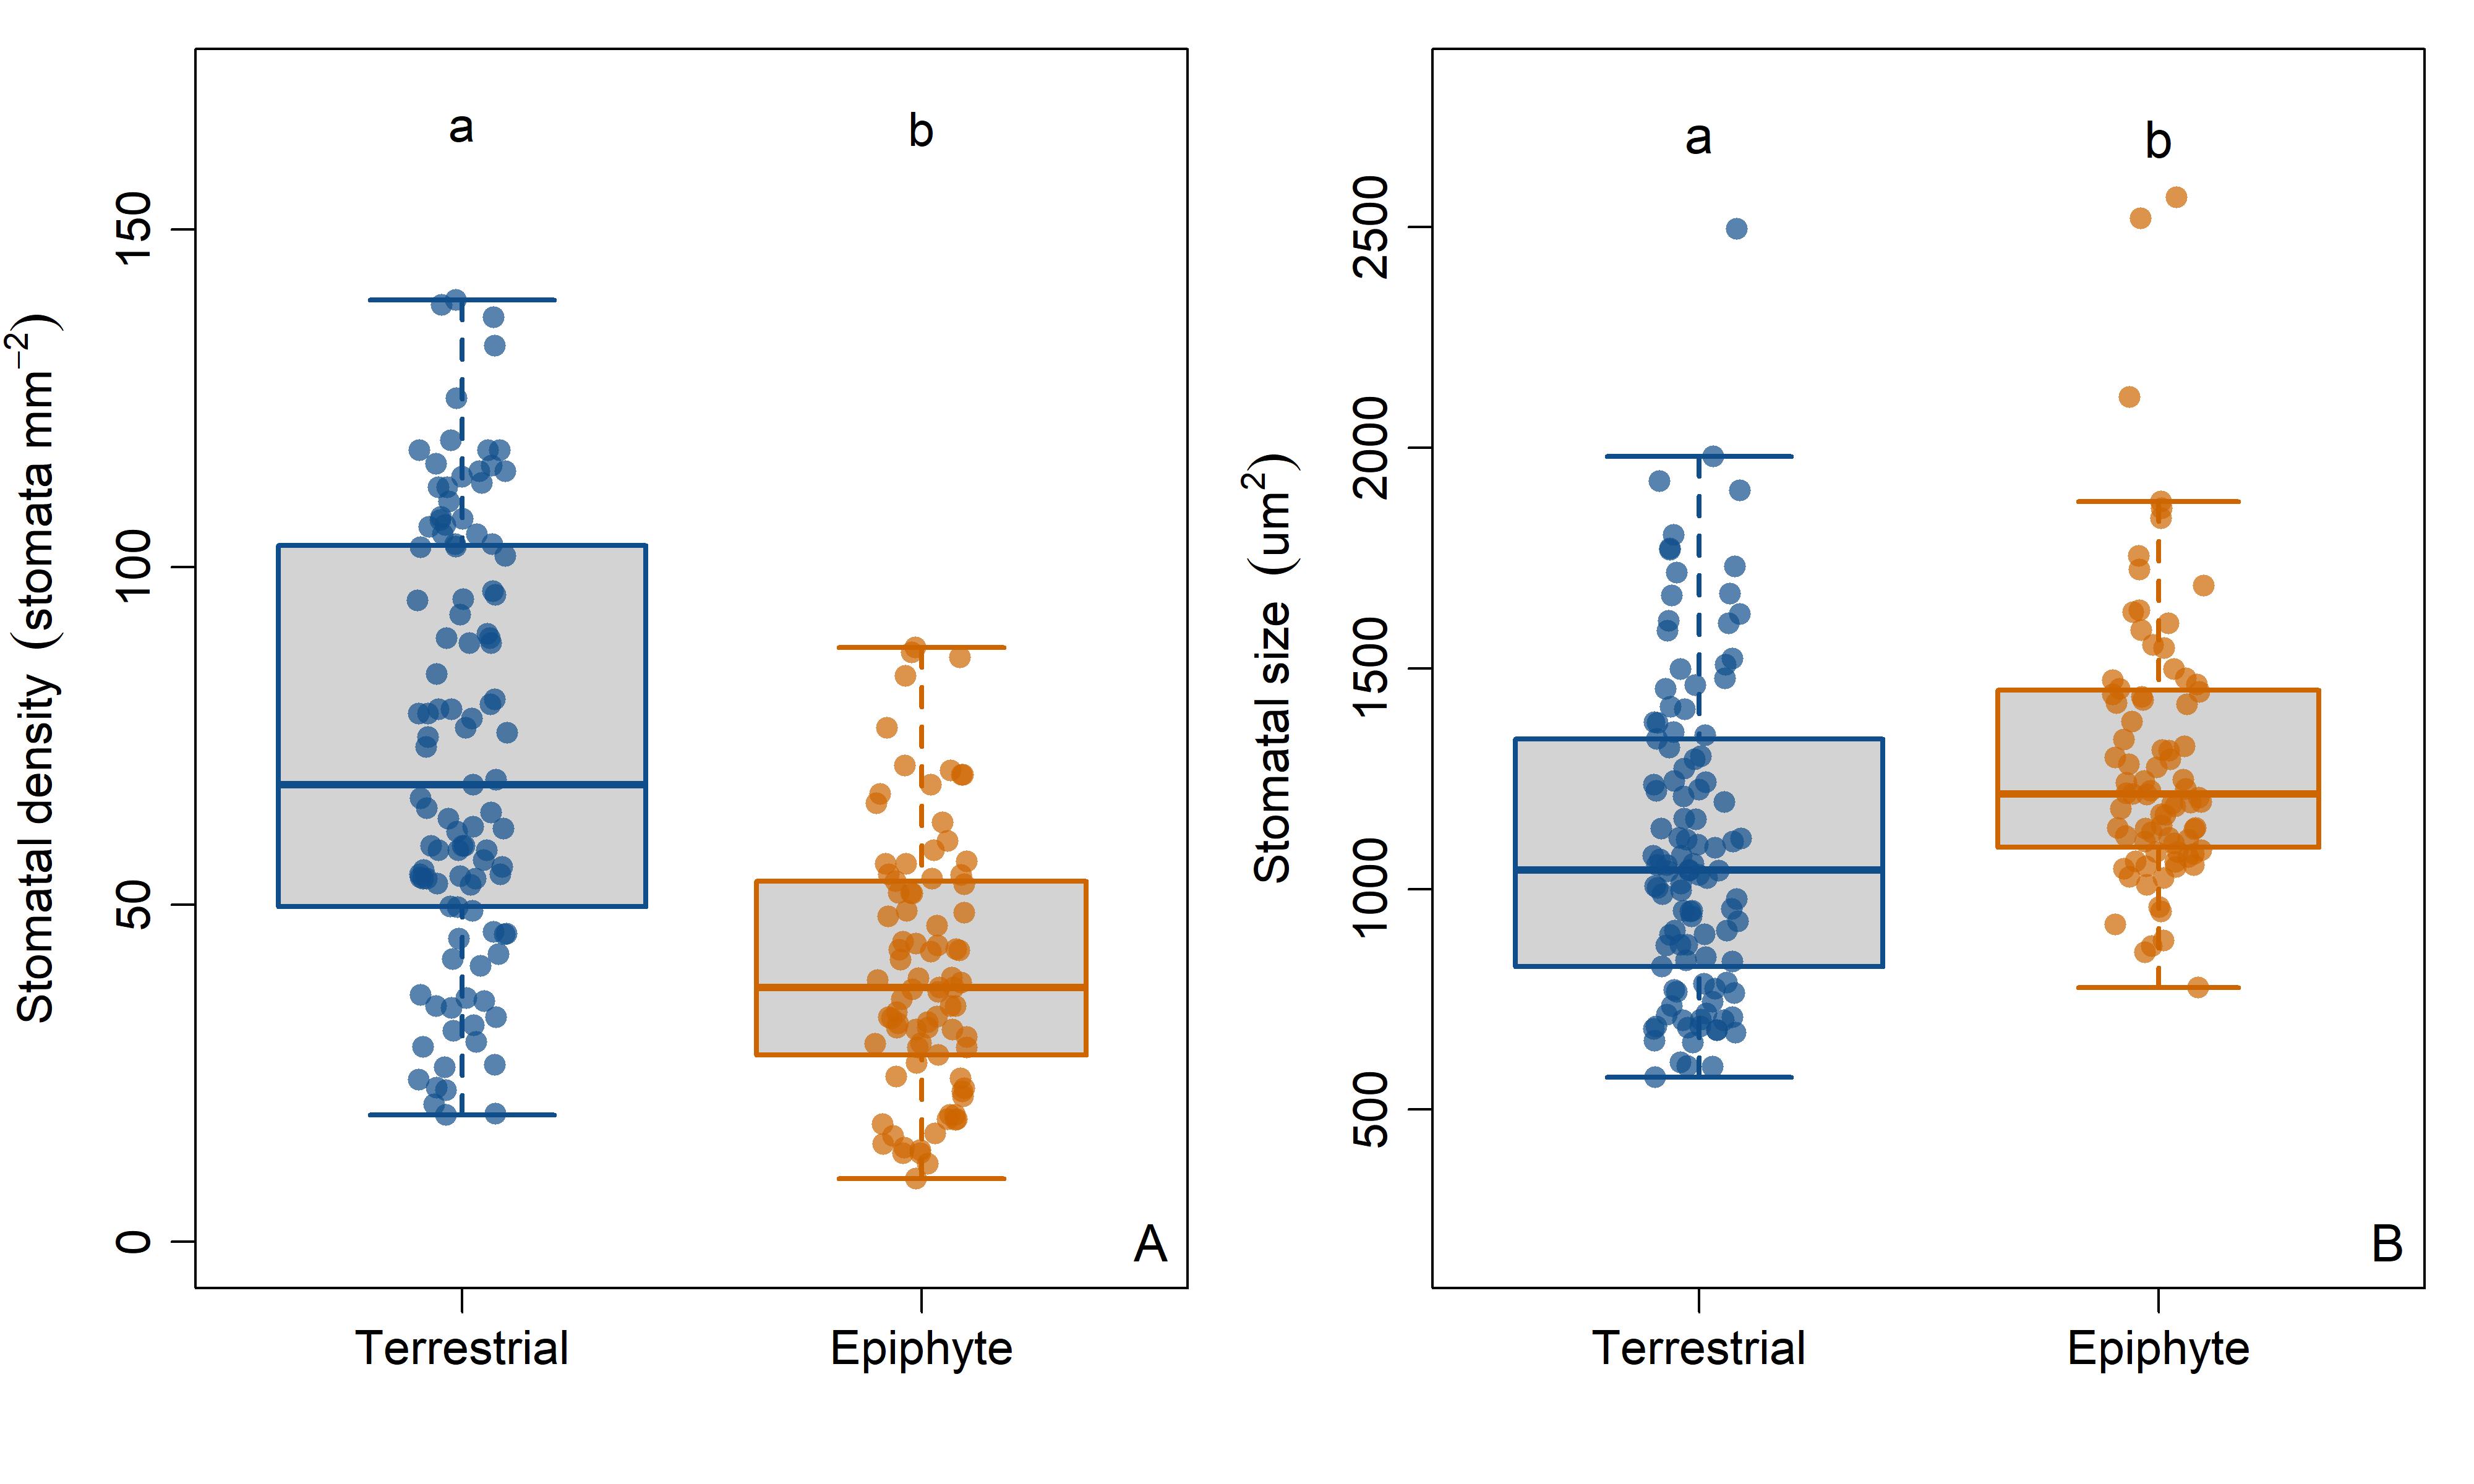 Stomatal density (stomata mm⁻²)
150
100
50
0
a
b
A
Terrestrial
Epiphyte
Stomatal size (um²)
2500
2000
1500
1000
500
a
b
B
Terrestrial
Epiphyte